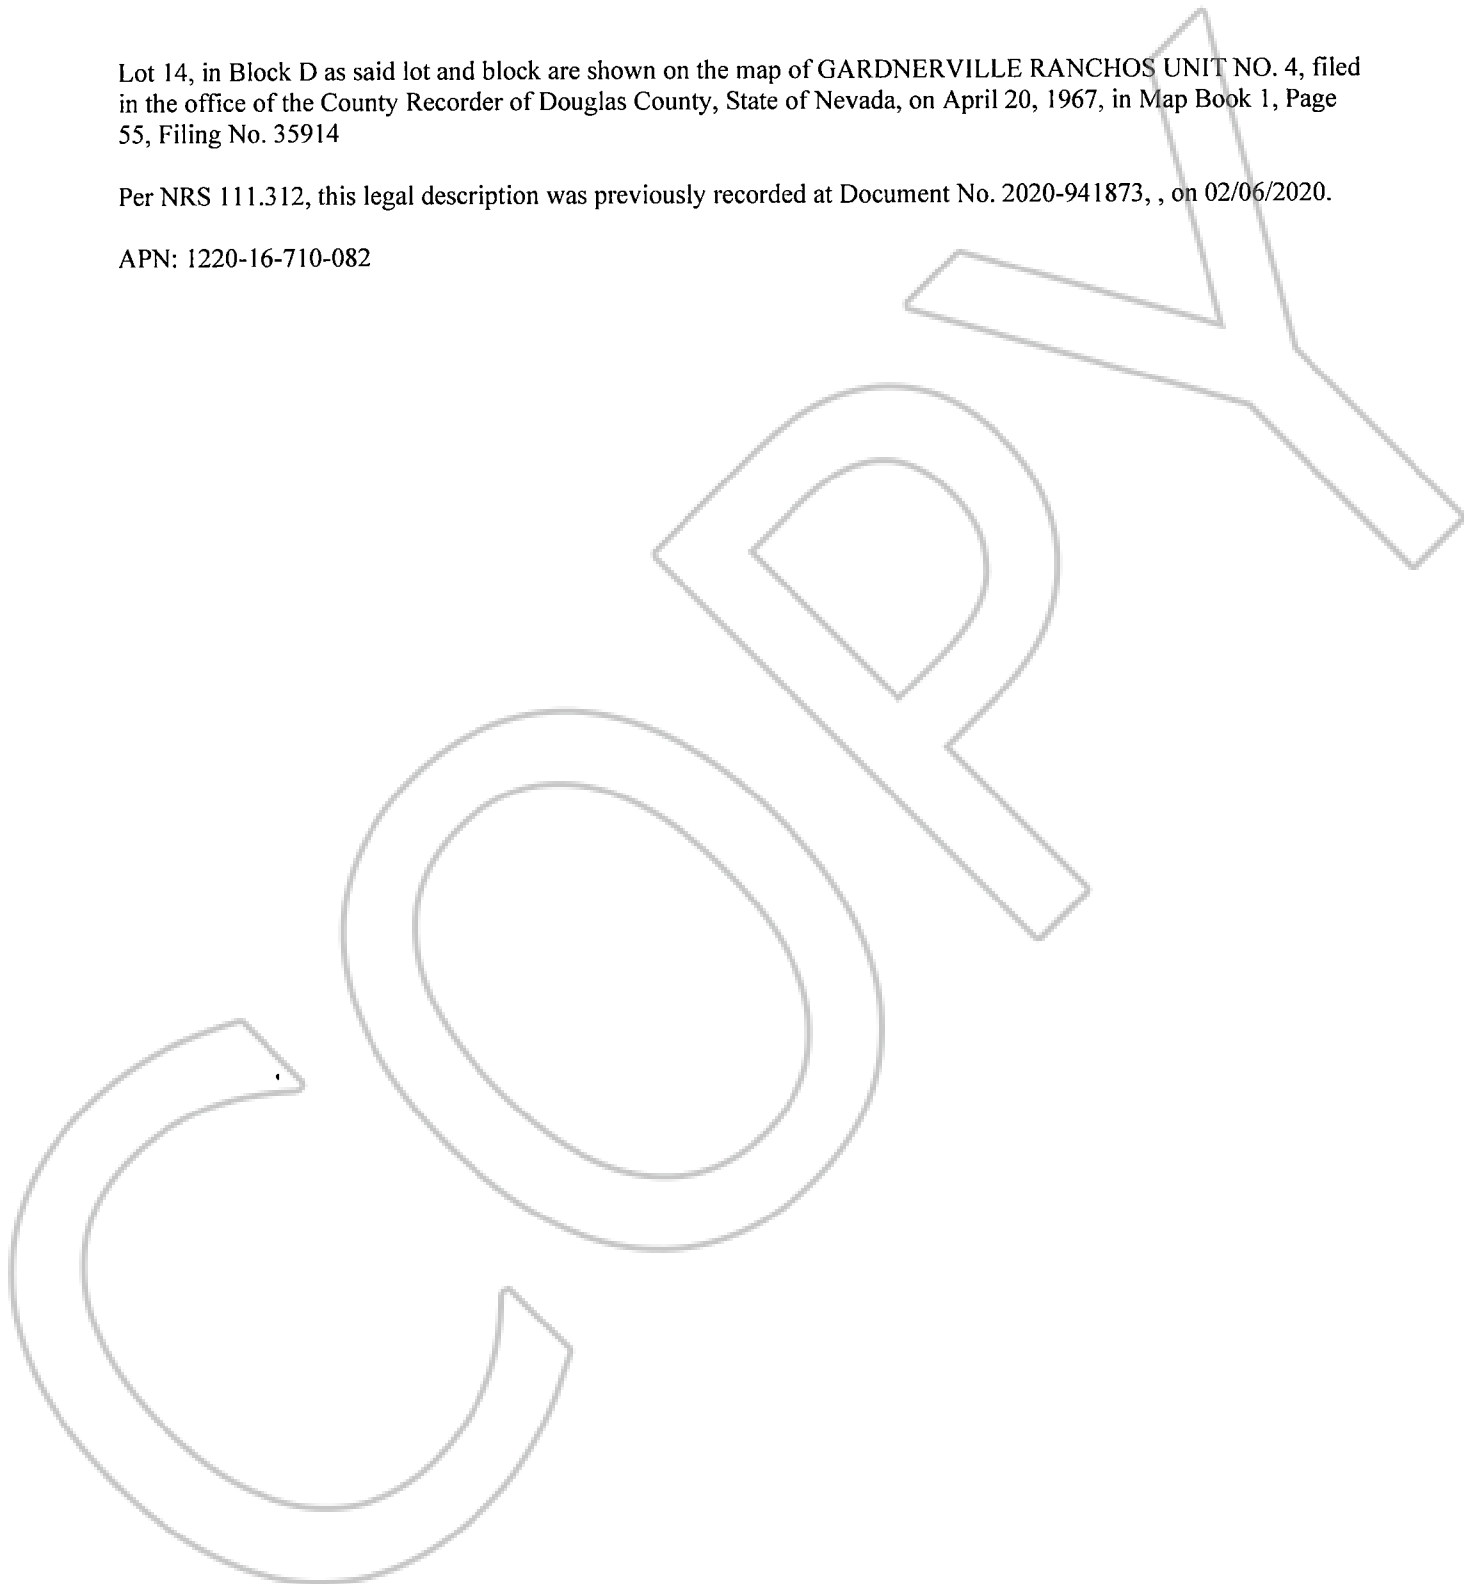 Lot 14, in Block D as said lot and block are shown on the map of GARDNERVILLE RANCHOS UNIT NO. 4, filed
in the office of the County Recorder of Douglas County, State of Nevada, on April 20, 1967, in Map Book 1, Page
55, Filing No. 35914
Per NRS 111.312, this legal description was previously recorded at Document No. 2020-941873, , on 02/06/2020.
APN: 1220-16-710-082
COPY